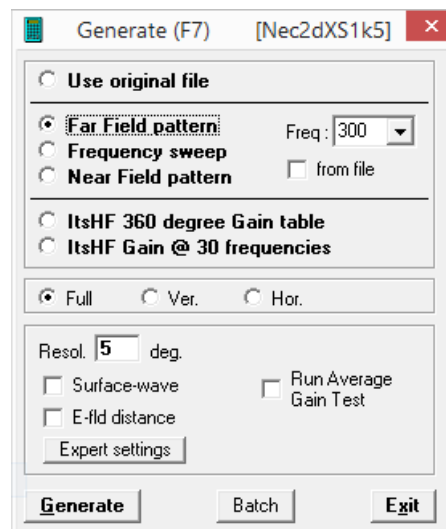 Generate (F7) [Nec2dXS1k5]
Use original file
Far Field pattern Freq : 300
Frequency sweep
Near Field pattern from file
ItsHF 360 degree Gain table
ItsHF Gain @ 30 frequencies
Full Ver. Hor.
Resol. 5 deg.
Surface-wave Run Average
Gain Test
E-fld distance
Expert settings
Generate Batch Exit